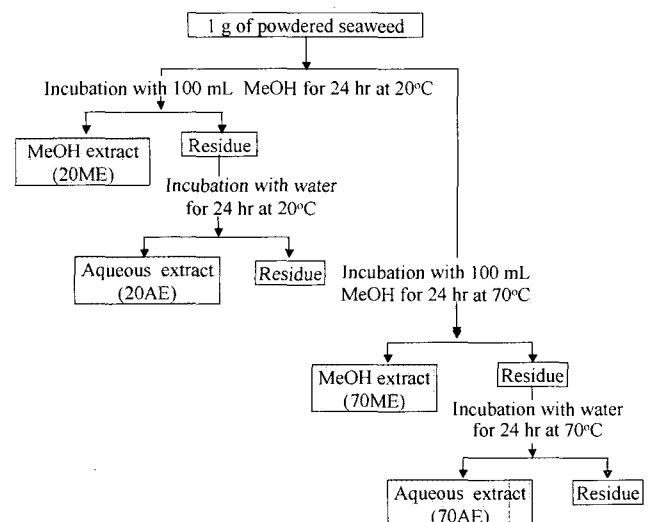 1 g of powdered seaweed
Incubation with 100 mL MeOH for 24 hr at 20°C
MeOH extract
(20ME)
Residue
Incubation with water
for 24 hr at 20°C
Aqueous extract
(20AE)
Residue
Incubation with 100 mL
MeOH for 24 hr at 70°C
MeOH extract
(70ME)
Residue
Incubation with water
for 24 hr at 70°C
Aqueous extract
(70AE)
Residue